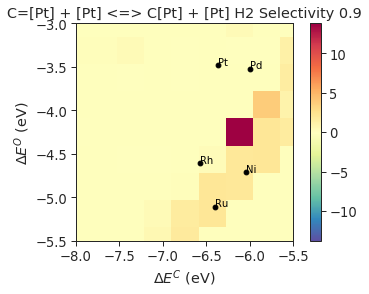 C=[Pt] + [Pt] <=> C[Pt] + [Pt] H2 Selectivity 0.9
−3.0
−3.5
−4.0
−4.5
−5.0
−5.5
ΔE^O (eV)
Pt
Pd
Rh
Ni
Ru
−8.0 −7.5 −7.0 −6.5 −6.0 −5.5
ΔE^C (eV)
10
5
0
−5
−10